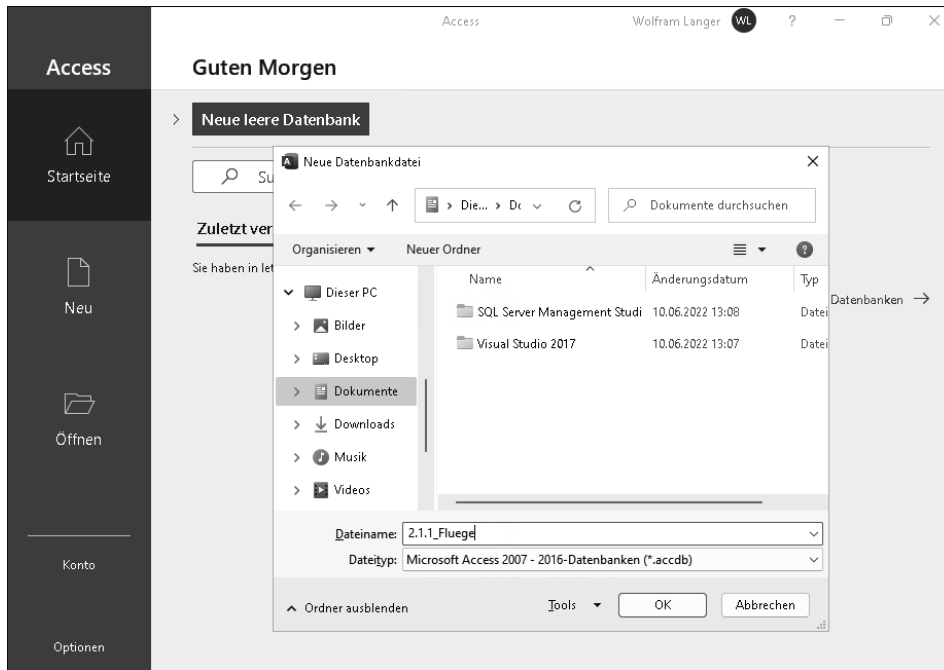 Access
Wolfram Langer WL ?
Access
Guten Morgen
Startseite
Neu
Öffnen
Konto
Optionen
Neue leere Datenbank
Su
Zuletzt ver
Sie haben in let
Datenbanken
A Neue Datenbankdatei
Die... > Dc
Dokumente durchsuchen
Organisieren
Neuer Ordner
?
Name Änderungsdatum Typ
Dieser PC
Bilder
Desktop
Dokumente
Downloads
Musik
Videos
SQL Server Management Studi 10.06.2022 13:08 Datei
Visual Studio 2017 10.06.2022 13:07 Datei
Dateiname: 2.1.1_Fluege
Dateityp: Microsoft Access 2007 - 2016-Datenbanken (*.accdb)
Ordner ausblenden
Tools
OK
Abbrechen